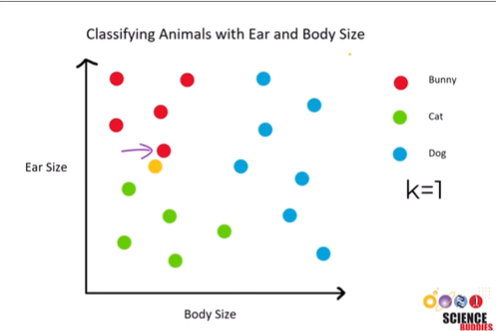 Classifying Animals with Ear and Body Size
Bunny
Cat
Dog
k=1
Ear Size
Body Size
SCIENCE
BUDDIES